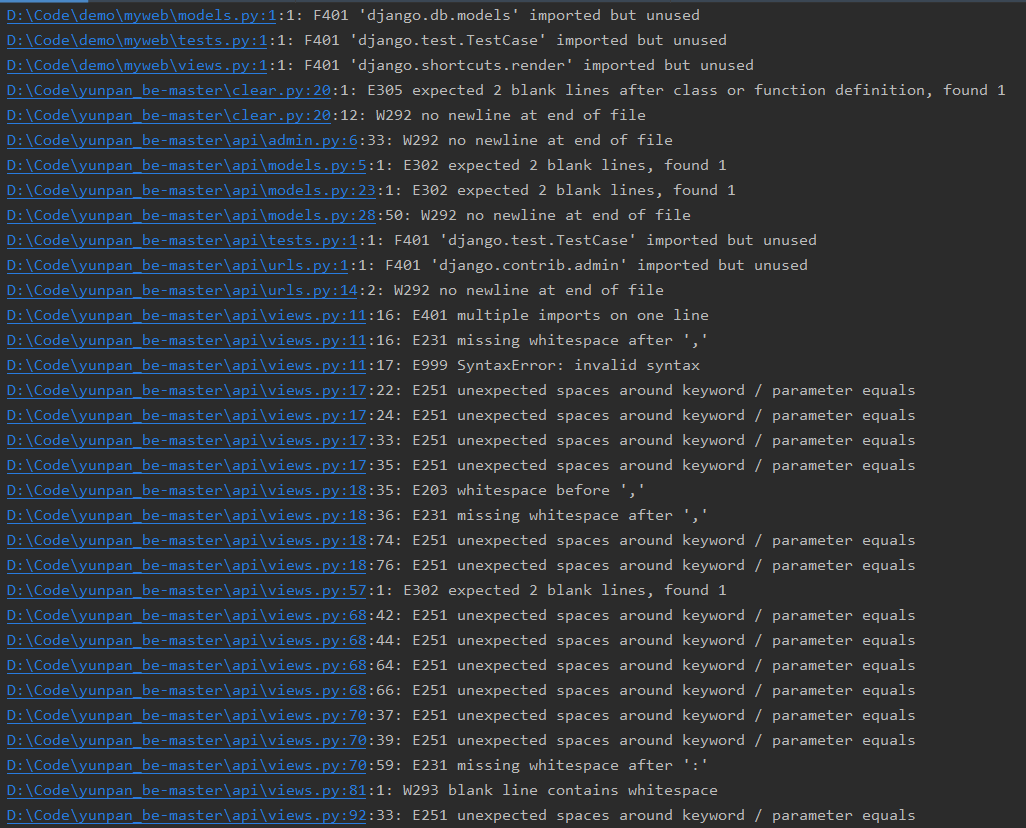 D:\Code\demo\myweb\models.py:1:1: F401 'django.db.models' imported but unused
D:\Code\demo\myweb\tests.py:1:1: F401 'django.test.TestCase' imported but unused
D:\Code\demo\myweb\views.py:1:1: F401 'django.shortcuts.render' imported but unused
D:\Code\yunpan_be-master\clear.py:20:1: E305 expected 2 blank lines after class or function definition, found 1
D:\Code\yunpan_be-master\clear.py:20:12: W292 no newline at end of file
D:\Code\yunpan_be-master\api\admin.py:6:33: W292 no newline at end of file
D:\Code\yunpan_be-master\api\models.py:5:1: E302 expected 2 blank lines, found 1
D:\Code\yunpan_be-master\api\models.py:23:1: E302 expected 2 blank lines, found 1
D:\Code\yunpan_be-master\api\models.py:28:50: W292 no newline at end of file
D:\Code\yunpan_be-master\api\tests.py:1:1: F401 'django.test.TestCase' imported but unused
D:\Code\yunpan_be-master\api\urls.py:1:1: F401 'django.contrib.admin' imported but unused
D:\Code\yunpan_be-master\api\urls.py:14:2: W292 no newline at end of file
D:\Code\yunpan_be-master\api\views.py:11:16: E401 multiple imports on one line
D:\Code\yunpan_be-master\api\views.py:11:16: E231 missing whitespace after ','
D:\Code\yunpan_be-master\api\views.py:11:17: E999 SyntaxError: invalid syntax
D:\Code\yunpan_be-master\api\views.py:17:22: E251 unexpected spaces around keyword / parameter equals
D:\Code\yunpan_be-master\api\views.py:17:24: E251 unexpected spaces around keyword / parameter equals
D:\Code\yunpan_be-master\api\views.py:17:33: E251 unexpected spaces around keyword / parameter equals
D:\Code\yunpan_be-master\api\views.py:17:35: E251 unexpected spaces around keyword / parameter equals
D:\Code\yunpan_be-master\api\views.py:18:35: E203 whitespace before ','
D:\Code\yunpan_be-master\api\views.py:18:36: E231 missing whitespace after ','
D:\Code\yunpan_be-master\api\views.py:18:74: E251 unexpected spaces around keyword / parameter equals
D:\Code\yunpan_be-master\api\views.py:18:76: E251 unexpected spaces around keyword / parameter equals
D:\Code\yunpan_be-master\api\views.py:57:1: E302 expected 2 blank lines, found 1
D:\Code\yunpan_be-master\api\views.py:68:42: E251 unexpected spaces around keyword / parameter equals
D:\Code\yunpan_be-master\api\views.py:68:44: E251 unexpected spaces around keyword / parameter equals
D:\Code\yunpan_be-master\api\views.py:68:64: E251 unexpected spaces around keyword / parameter equals
D:\Code\yunpan_be-master\api\views.py:68:66: E251 unexpected spaces around keyword / parameter equals
D:\Code\yunpan_be-master\api\views.py:70:37: E251 unexpected spaces around keyword / parameter equals
D:\Code\yunpan_be-master\api\views.py:70:39: E251 unexpected spaces around keyword / parameter equals
D:\Code\yunpan_be-master\api\views.py:70:59: E231 missing whitespace after ':'
D:\Code\yunpan_be-master\api\views.py:81:1: W293 blank line contains whitespace
D:\Code\yunpan_be-master\api\views.py:92:33: E251 unexpected spaces around keyword / parameter equals